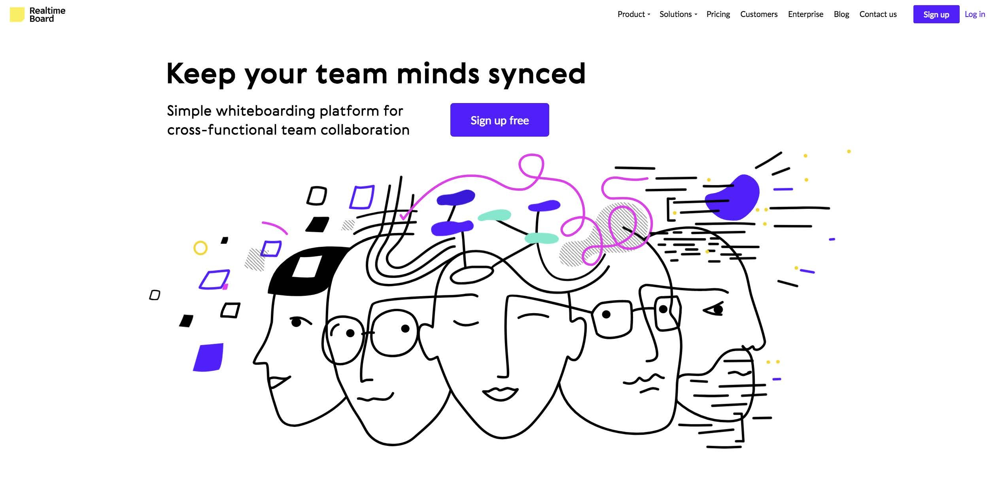 Realtime
Board
Product
Solutions
Pricing
Customers
Enterprise
Blog
Contact us
Sign up
Log in
Keep your team minds synced
Simple whiteboarding platform for
cross-functional team collaboration
Sign up free